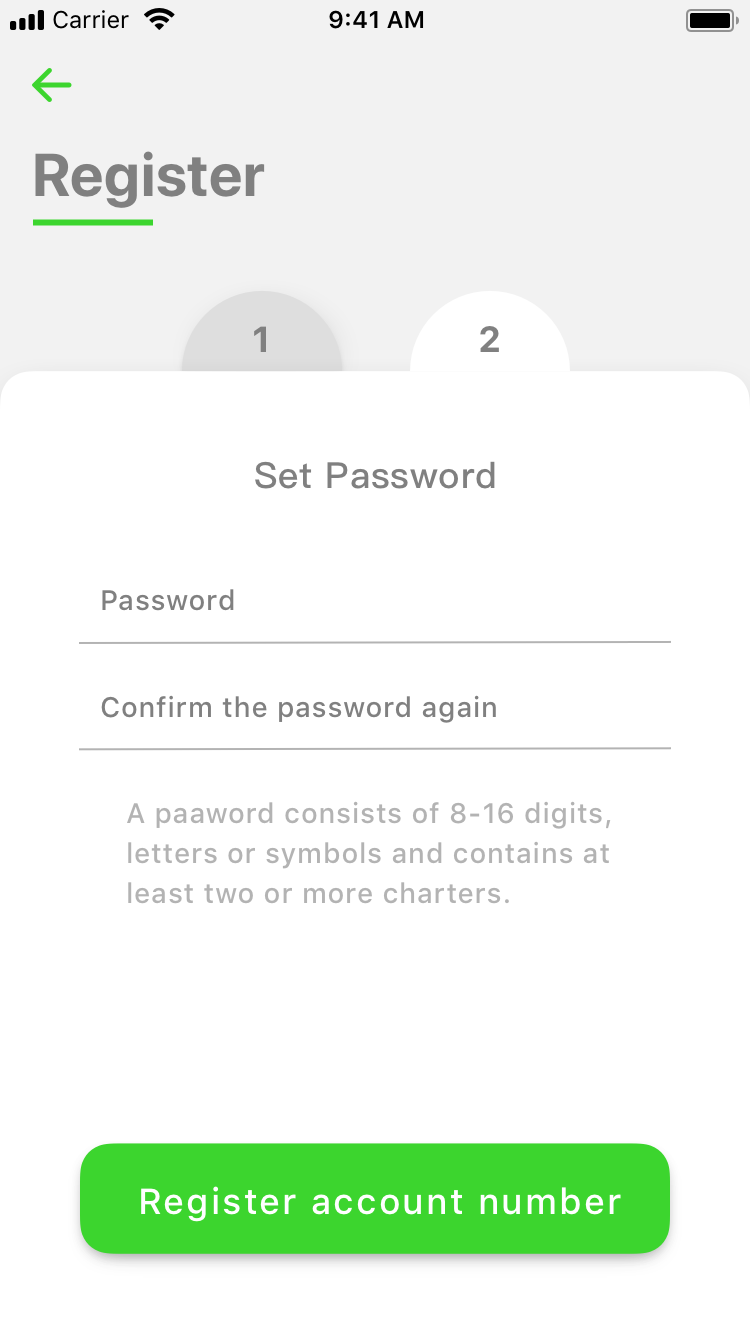 Carrier
9:41 AM
Register
1
2
Set Password
Password
Confirm the password again
A paaword consists of 8-16 digits,
letters or symbols and contains at
least two or more charters.
Register account number